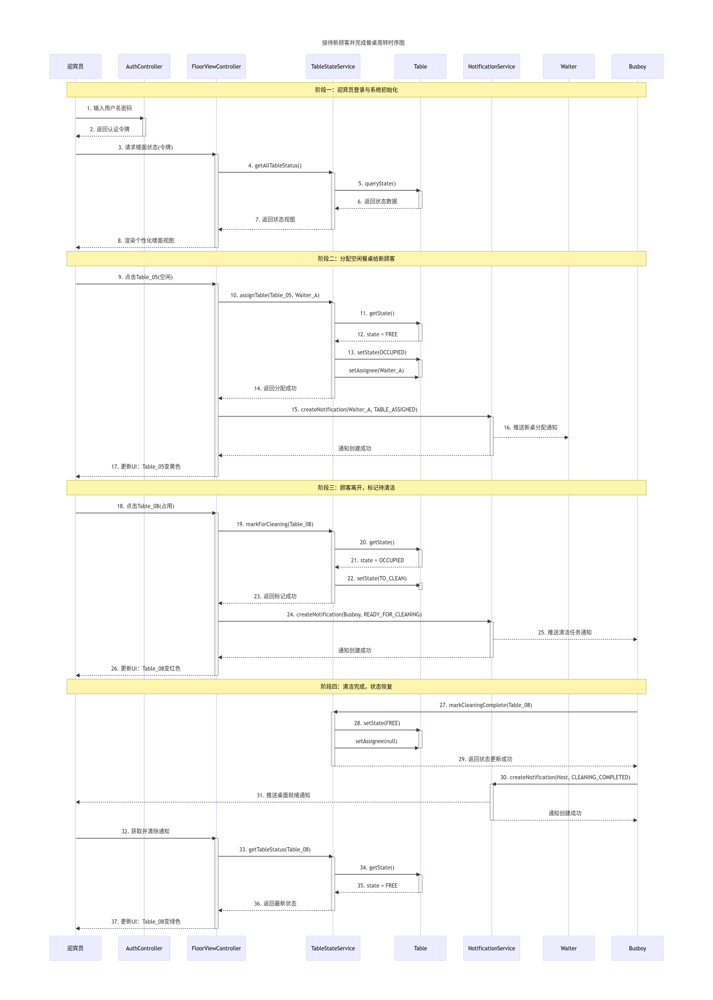 接待新顾客并完成餐桌周转时序图
迎宾员
AuthController
FloorViewController
TableStateService
Table
NotificationService
Waiter
Busboy
阶段一：迎宾员登录与系统初始化
1. 输入用户名密码
2. 返回认证令牌
3. 请求楼面状态(令牌)
4. getAllTableStatus()
5. queryState()
6. 返回状态数据
7. 返回状态视图
8. 渲染个性化楼面视图
阶段二：分配空闲餐桌给新顾客
9. 点击Table_05(空闲)
10. assignTable(Table_05, Waiter_A)
11. getState()
12. state = FREE
13. setState(OCCUPIED)
setAssignee(Waiter_A)
14. 返回分配成功
15. createNotification(Waiter_A, TABLE_ASSIGNED)
16. 推送新桌分配通知
通知创建成功
17. 更新UI：Table_05变黄色
阶段三：顾客离开，标记待清洁
18. 点击Table_08(占用)
19. markForCleaning(Table_08)
20. getState()
21. state = OCCUPIED
22. setState(TO_CLEAN)
23. 返回标记成功
24. createNotification(Busboy, READY_FOR_CLEANING)
25. 推送清洁任务通知
通知创建成功
26. 更新UI：Table_08变红色
阶段四：清洁完成，状态恢复
27. markCleaningComplete(Table_08)
28. setState(FREE)
setAssignee(null)
29. 返回状态更新成功
30. createNotification(Host, CLEANING_COMPLETED)
31. 推送桌面就绪通知
通知创建成功
32. 获取并清除通知
33. getTableStatus(Table_08)
34. getState()
35. state = FREE
36. 返回最新状态
37. 更新UI：Table_08变绿色
迎宾员
AuthController
FloorViewController
TableStateService
Table
NotificationService
Waiter
Busboy